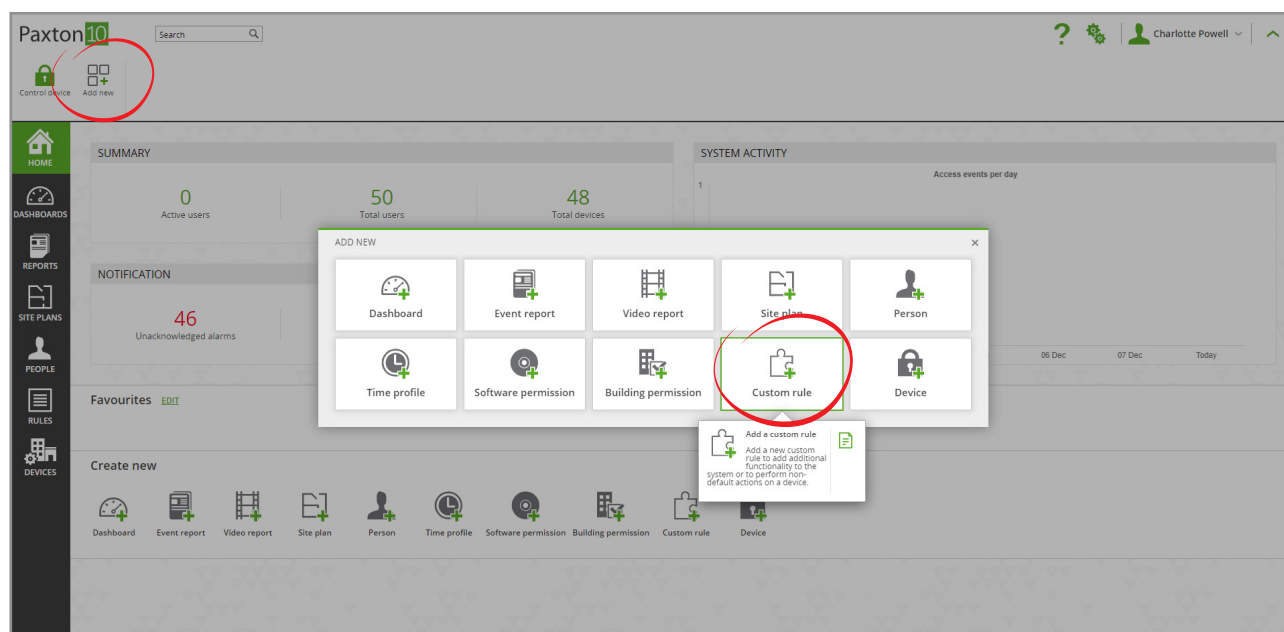 Paxton10
Search
? Charlotte Powell
Control device Add new
HOME
DASHBOARDS
REPORTS
SITE PLANS
PEOPLE
RULES
DEVICES
SUMMARY
0
Active users
50
Total users
48
Total devices
SYSTEM ACTIVITY
Access events per day
1
06 Dec 07 Dec Today
NOTIFICATION
46
Unacknowledged alarms
ADD NEW ×
Dashboard Event report Video report Site plan Person
Time profile Software permission Building permission Custom rule Device
Add a custom rule
Add a new custom
rule to add additional
functionality to the
system or to perform non-
default actions on a device.
Favourites EDIT
Create new
Dashboard Event report Video report Site plan Person Time profile Software permission Building permission Custom rule Device